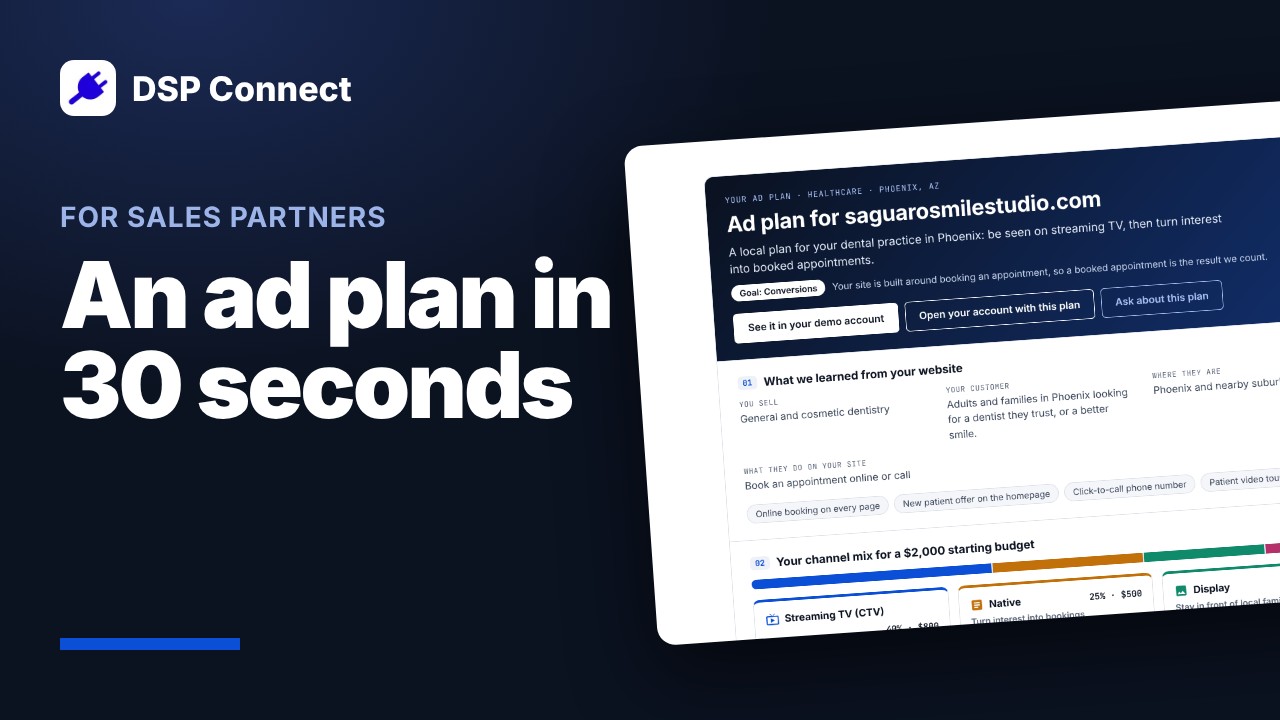 DSP Connect
FOR SALES PARTNERS
An ad plan in
30 seconds
YOUR AD PLAN · HEALTHCARE · PHOENIX, AZ
Ad plan for saguarosmilestudio.com
A local plan for your dental practice in Phoenix: be seen on streaming TV, then turn interest
into booked appointments.
Goal: Conversions Your site is built around booking an appointment, so a booked appointment is the result we count.
See it in your demo account Open your account with this plan Ask about this plan
01 What we learned from your website
YOU SELL
General and cosmetic dentistry
YOUR CUSTOMER
Adults and families in Phoenix looking
for a dentist they trust, or a better
smile.
WHERE THEY ARE
Phoenix and nearby
WHAT THEY DO ON YOUR SITE
Book an appointment online or call
Online booking on every page New patient offer on the homepage Click-to-call phone number Patient video
02 Your channel mix for a $2,000 starting budget
Streaming TV (CTV)
40% · $800
Native 25% · $500
Turn interest into bookings
Display
Stay in front of local